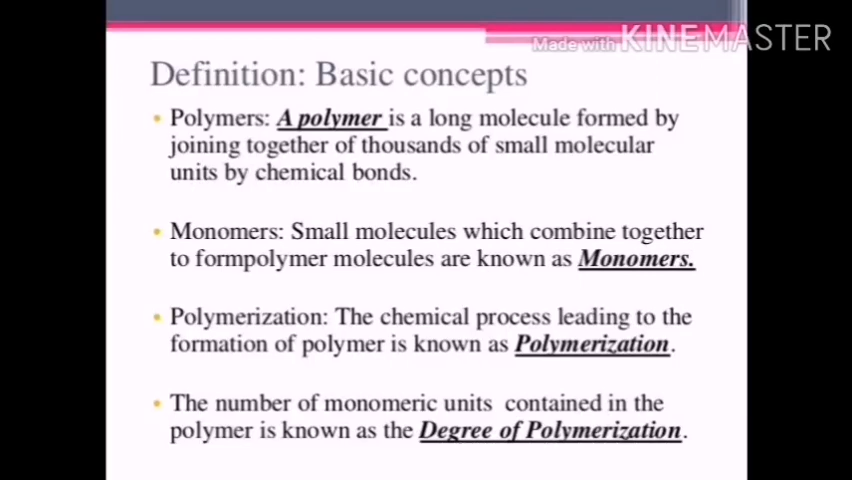 Made with KINEMASTER
Definition: Basic concepts
• Polymers: A polymer is a long molecule formed by
joining together of thousands of small molecular
units by chemical bonds.
• Monomers: Small molecules which combine together
to formpolymer molecules are known as Monomers.
• Polymerization: The chemical process leading to the
formation of polymer is known as Polymerization.
• The number of monomeric units contained in the
polymer is known as the Degree of Polymerization.